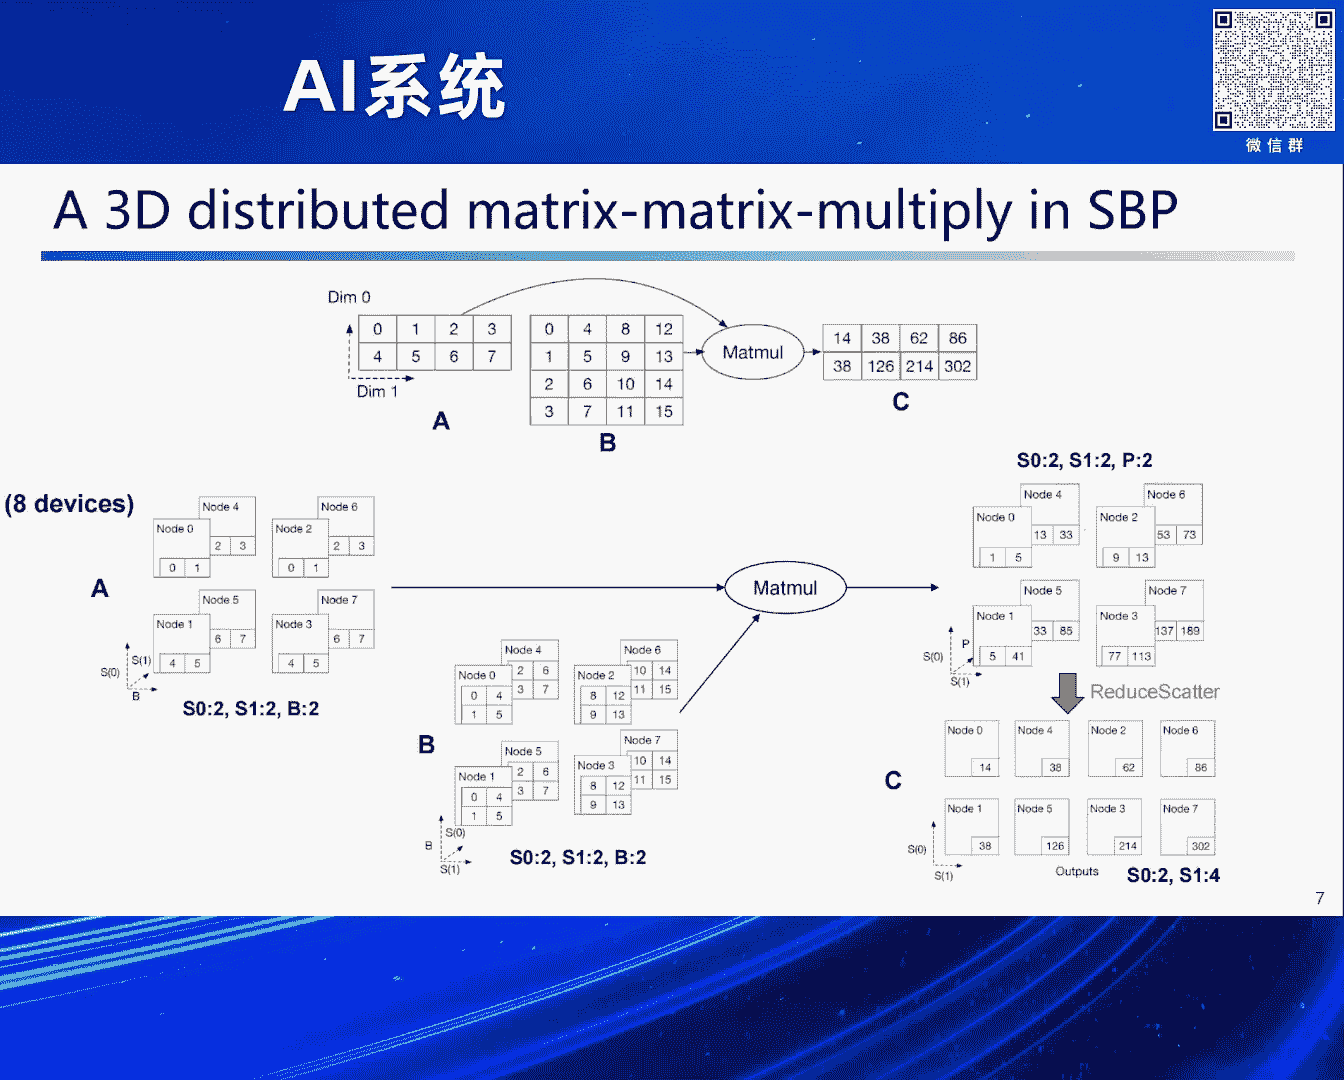 AI系统
微信群
A 3D distributed matrix-matrix-multiply in SBP
Dim 0
0 1 2 3
4 5 6 7
Dim 1
A
0 4 8 12
1 5 9 13
2 6 10 14
3 7 11 15
B
Matmul
14 38 62 86
38 126 214 302
C
(8 devices)
Node 4
2 3
Node 0
0 1
Node 6
2 3
Node 2
0 1
A
Node 5
6 7
Node 1
4 5
Node 7
6 7
Node 3
4 5
S(0)
S(1)
B
S0:2, S1:2, B:2
Node 4
2 6
3 7
Node 0
0 4
1 5
Node 6
10 14
11 15
Node 2
8 12
9 13
B
Node 5
2 6
3 7
Node 1
0 4
1 5
Node 7
10 14
11 15
Node 3
8 12
9 13
B
S(0)
S(1)
S0:2, S1:2, B:2
Matmul
S0:2, S1:2, P:2
Node 4
13 33
Node 0
1 5
Node 6
53 73
Node 2
9 13
Node 5
33 85
Node 1
5 41
Node 7
137 189
Node 3
77 113
S(0)
P
S(1)
ReduceScatter
C
Node 0
14
Node 4
38
Node 2
62
Node 6
86
Node 1
38
Node 5
126
Node 3
214
Node 7
302
S(0)
S(1)
Outputs
S0:2, S1:4
7